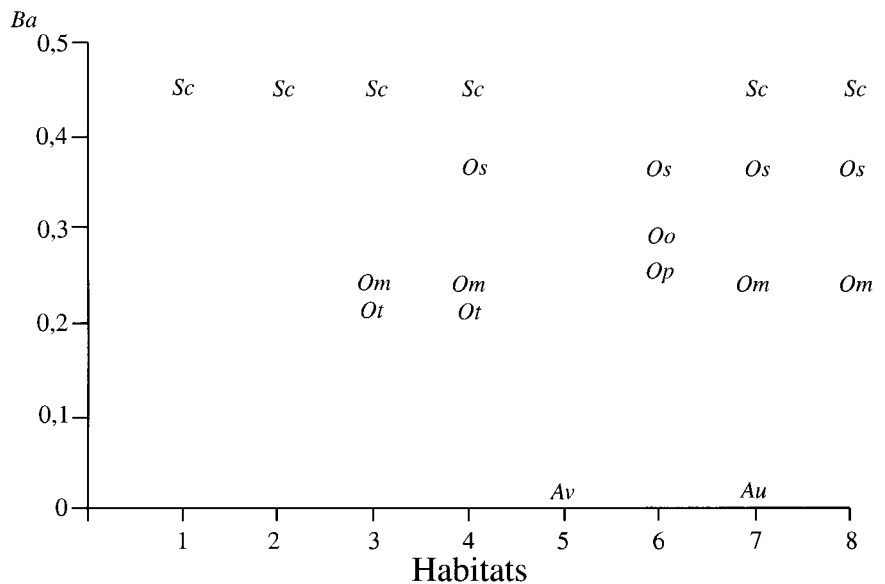 Ba
0,5
Sc Sc Sc Sc Sc Sc
0,4
Os Os Os Os
0,3
Oo
Op
Om Om Om Om
Ot Ot
0,2
0,1
Av Au
0
1 2 3 4 5 6 7 8
Habitats